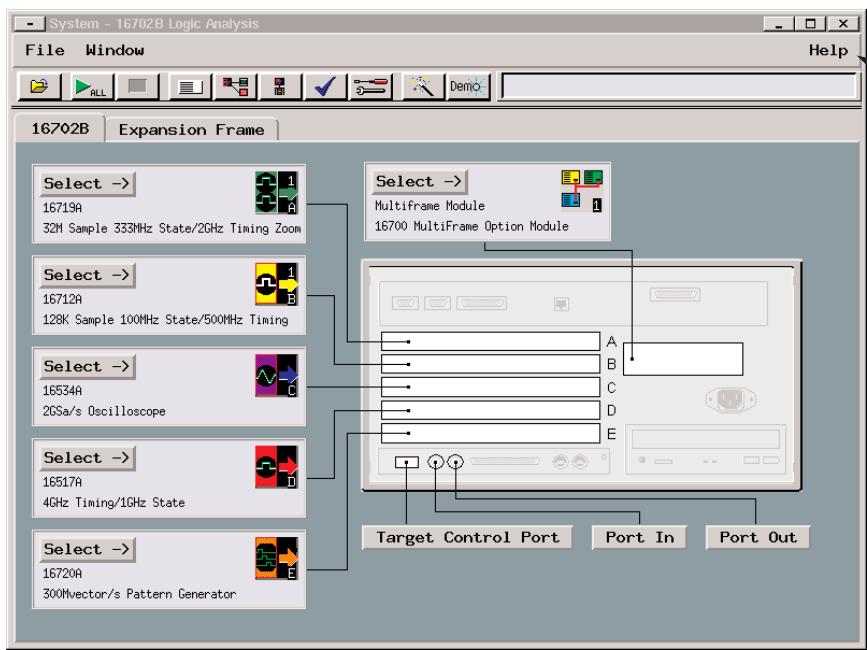 System - 16702B Logic Analysis
File Window Help
ALL Demo
16702B Expansion Frame
Select ->
1
A
16719A
32M Sample 333MHz State/2GHz Timing Zoom
Select ->
1
Multiframe Module
16700 MultiFrame Option Module
Select ->
1
B
16712A
128K Sample 100MHz State/500MHz Timing
Select ->
C
16534A
2GSa/s Oscilloscope
Select ->
D
16517A
4GHz Timing/1GHz State
Select ->
E
16720A
300Mvector/s Pattern Generator
A
B
C
D
E
Target Control Port Port In Port Out